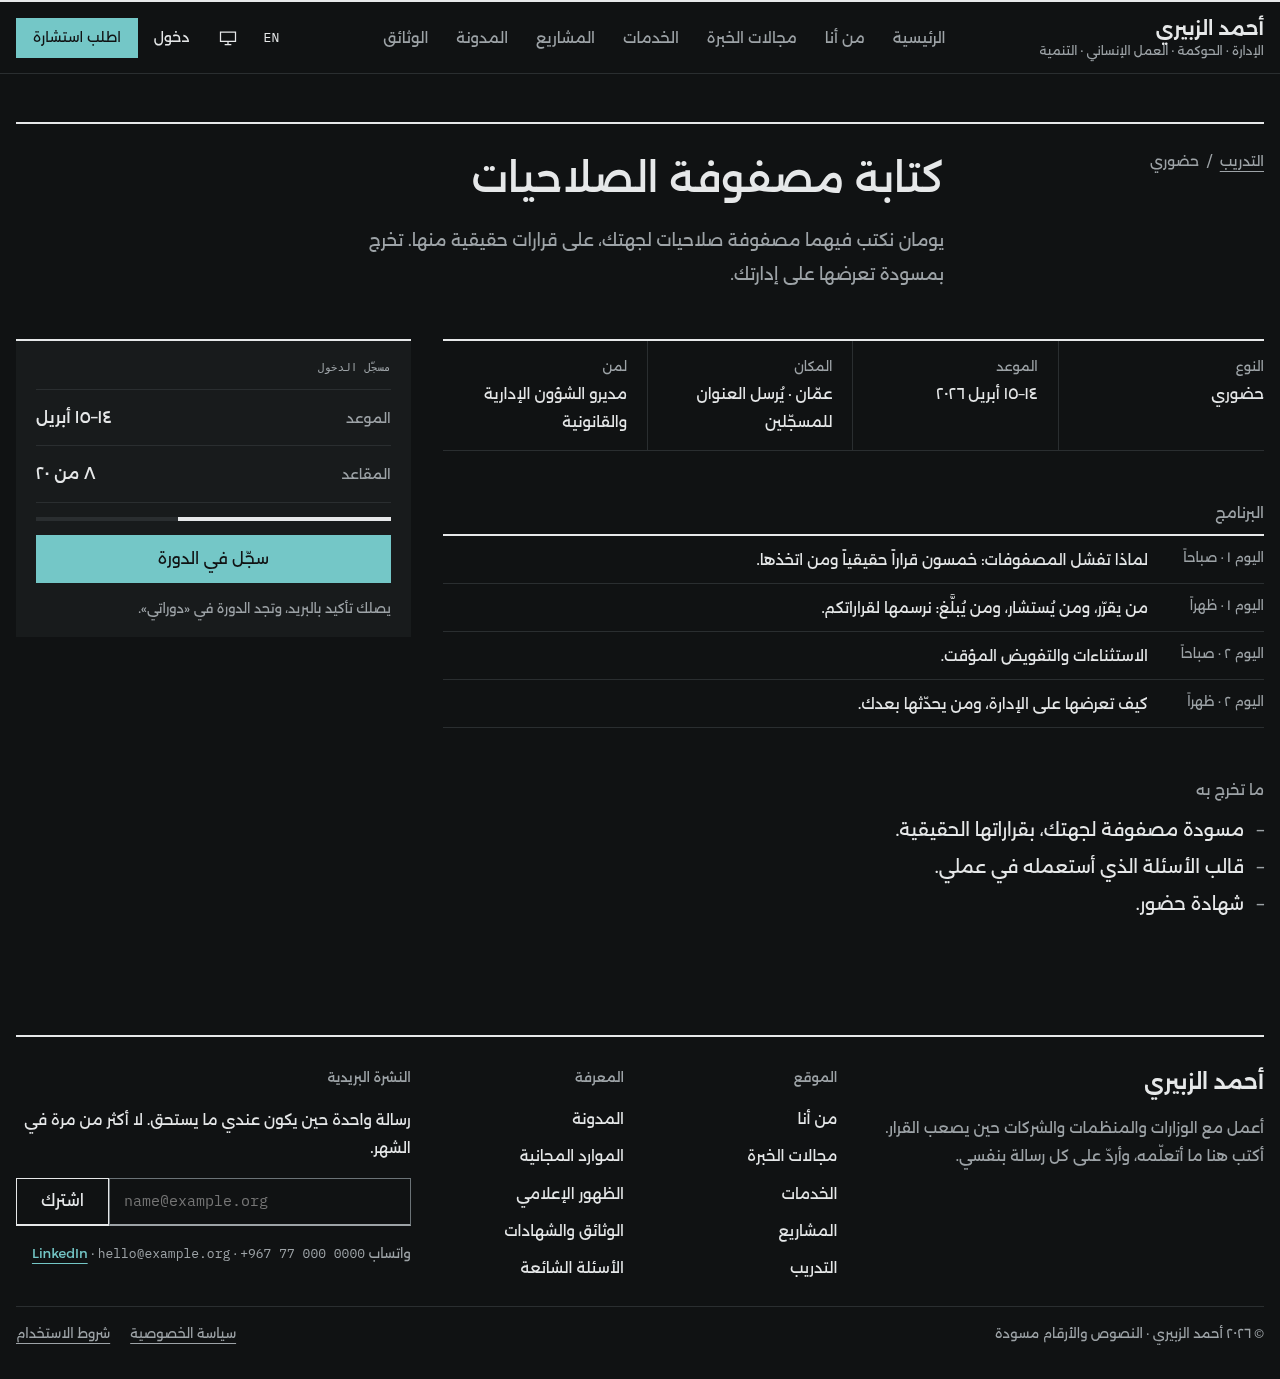 أحمد الزبيري
الإدارة · الحوكمة · العمل الإنساني · التنمية
الرئيسية
من أنا
مجالات الخبرة
الخدمات
المشاريع
المدونة
الوثائق
EN
دخول
اطلب استشارة
التدريب / حضوري
كتابة مصفوفة الصلاحيات
يومان نكتب فيهما مصفوفة صلاحيات لجهتك، على قرارات حقيقية منها. تخرج
بمسودة تعرضها على إدارتك.
النوع
حضوري
الموعد
١٤–١٥ أبريل ٢٠٢٦
المكان
عمّان · يُرسل العنوان
للمسجّلين
لمن
مديرو الشؤون الإدارية
والقانونية
البرنامج
اليوم ١ · صباحاً
لماذا تفشل المصفوفات: خمسون قراراً حقيقياً ومن اتخذها.
اليوم ١ · ظهراً
من يقرّر، ومن يُستشار، ومن يُبلَّغ: نرسمها لقراراتكم.
اليوم ٢ · صباحاً
الاستثناءات والتفويض المؤقت.
اليوم ٢ · ظهراً
كيف تعرضها على الإدارة، ومن يحدّثها بعدك.
ما تخرج به
– مسودة مصفوفة لجهتك، بقراراتها الحقيقية.
– قالب الأسئلة الذي أستعمله في عملي.
– شهادة حضور.
مسجّل الدخول
الموعد
١٤–١٥ أبريل
المقاعد
٨ من ٢٠
سجّل في الدورة
يصلك تأكيد بالبريد، وتجد الدورة في «دوراتي».
أحمد الزبيري
أعمل مع الوزارات والمنظمات والشركات حين يصعب القرار.
أكتب هنا ما أتعلّمه، وأردّ على كل رسالة بنفسي.
الموقع
من أنا
مجالات الخبرة
الخدمات
المشاريع
التدريب
المعرفة
المدونة
الموارد المجانية
الظهور الإعلامي
الوثائق والشهادات
الأسئلة الشائعة
النشرة البريدية
رسالة واحدة حين يكون عندي ما يستحق. لا أكثر من مرة في
الشهر.
name@example.org
اشترك
واتساب +967 77 000 0000 · hello@example.org · LinkedIn
© ٢٠٢٦ أحمد الزبيري · النصوص والأرقام مسودة
سياسة الخصوصية
شروط الاستخدام